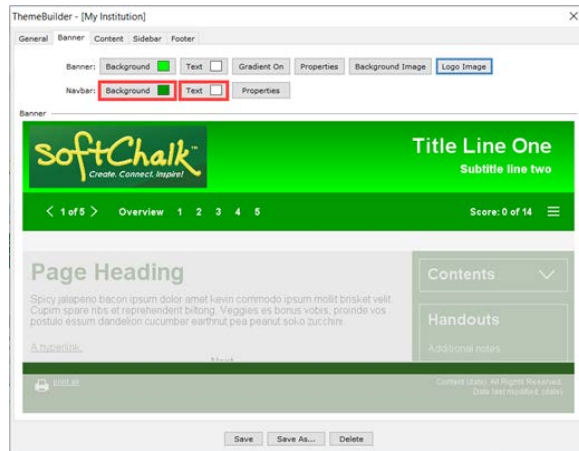 ThemeBuilder - [My Institution]
General Banner Content Sidebar Footer
Banner: Background Text Gradient On Properties Background Image Logo Image
Navbar: Background Text Properties
Banner
SoftChalk™
Create. Connect. Inspire!
Title Line One
Subtitle line two
< 1 of 5 > Overview 1 2 3 4 5 Score: 0 of 14
Page Heading
Spicy jalapeno bacon ipsum dolor amet kevin commodo ipsum mollit brisket velit.
Cupim spare ribs et reprehenderit biltong. Veggies es bonus vobis, proinde vos
postulo essum dandelion cucumber earthnut pea peanut soko zucchini.
A hyperlink.
Next
Contents
Handouts
Additional notes
print all
Content {date}. All Rights Reserved.
Date last modified: {date}
Save Save As... Delete